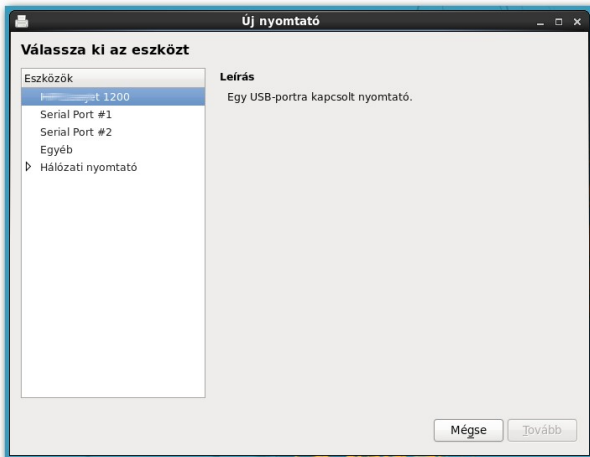 Új nyomtató
Válassza ki az eszközt
Eszközök
1200
Serial Port #1
Serial Port #2
Egyéb
Hálózati nyomtató
Leírás
Egy USB-portra kapcsolt nyomtató.
Mégse
Tovább